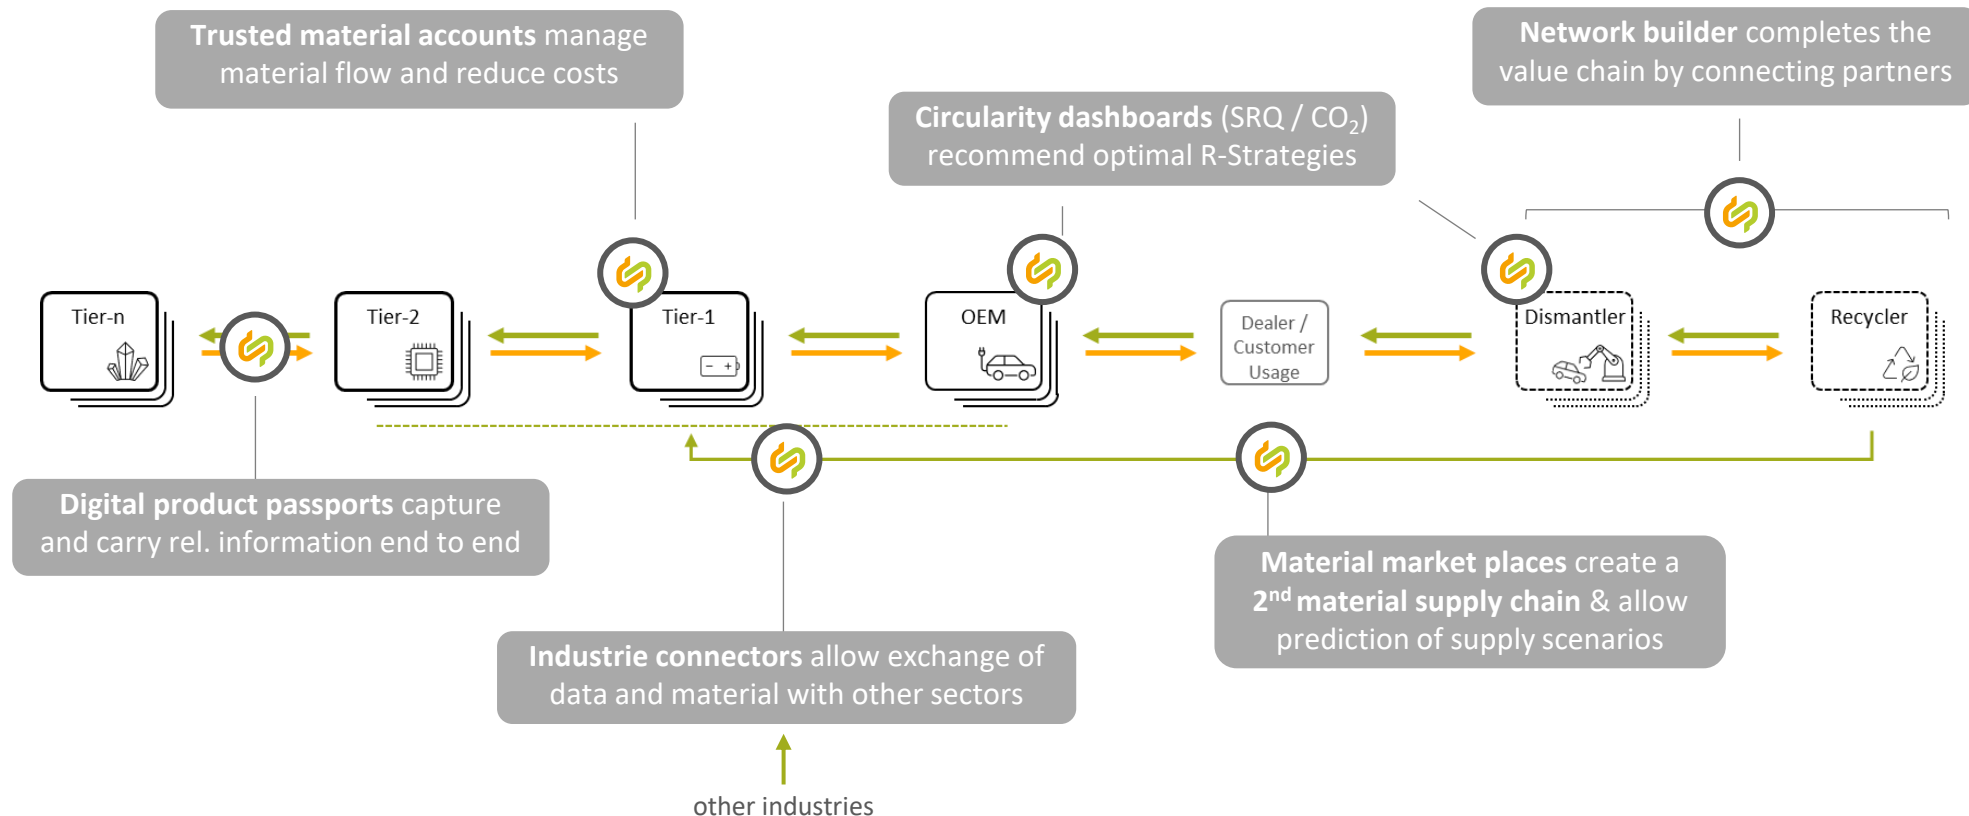 Trusted material accounts manage
material flow and reduce costs
Network builder completes the
value chain by connecting partners
Circularity dashboards (SRQ / CO₂)
recommend optimal R-Strategies
Tier-n
Tier-2
Tier-1
- +
OEM
Dealer /
Customer
Usage
Dismantler
Recycler
Digital product passports capture
and carry rel. information end to end
Material market places create a
2nd material supply chain & allow
prediction of supply scenarios
Industrie connectors allow exchange of
data and material with other sectors
other industries